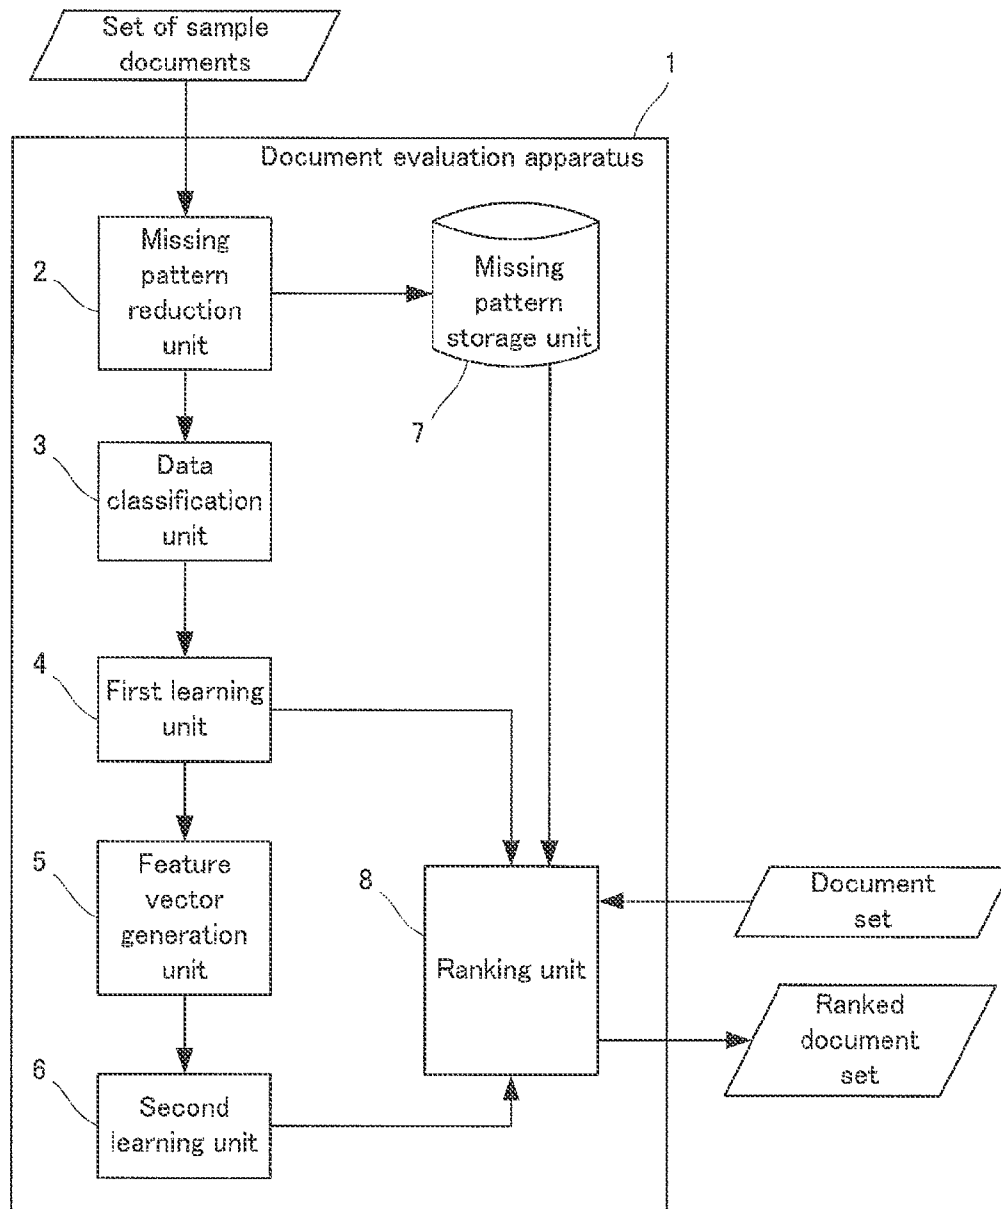 Set of sample
documents
1
Document evaluation apparatus
2
Missing
pattern
reduction
unit
Missing
pattern
storage unit
7
3
Data
classification
unit
4
First learning
unit
5
Feature
vector
generation
unit
8
Ranking unit
Document
set
Ranked
document
set
6
Second
learning unit